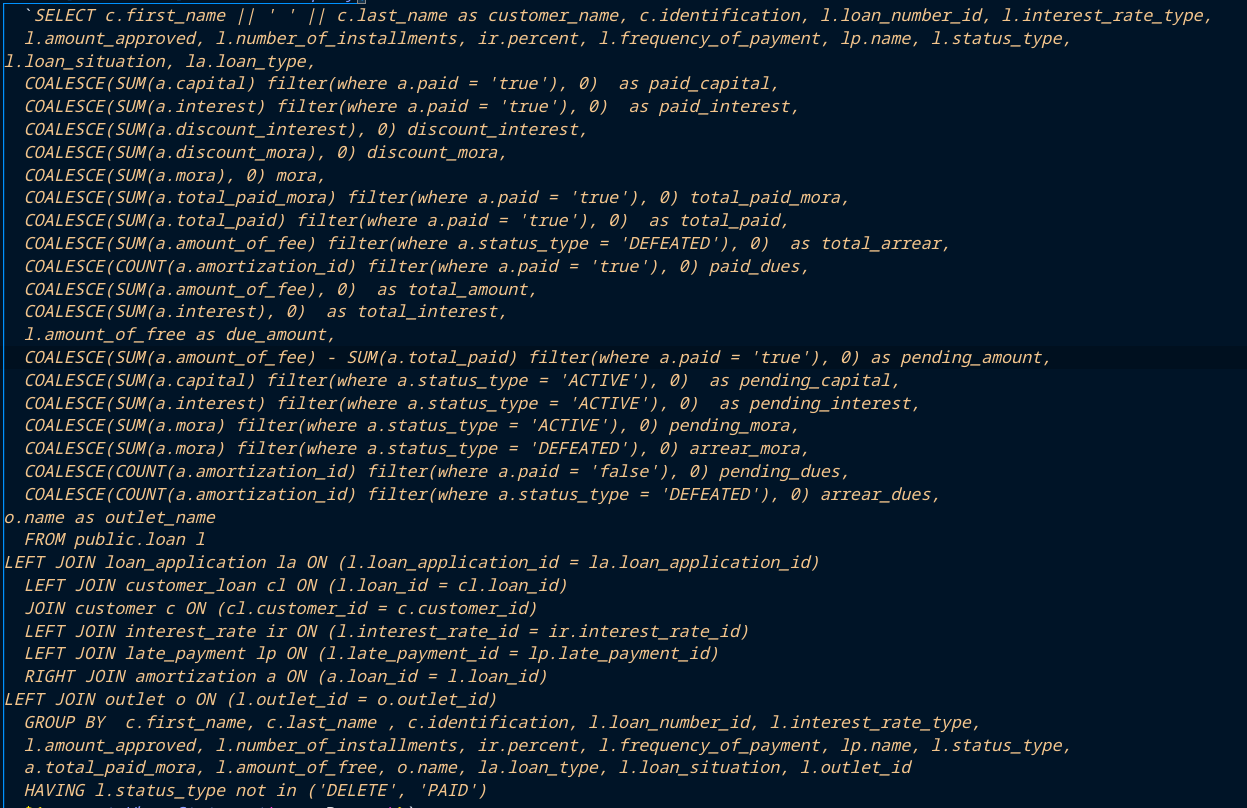 `SELECT c.first_name || ' ' || c.last_name as customer_name, c.identification, l.loan_number_id, l.interest_rate_type,
l.amount_approved, l.number_of_installments, ir.percent, l.frequency_of_payment, lp.name, l.status_type,
l.loan_situation, la.loan_type,
COALESCE(SUM(a.capital) filter(where a.paid = 'true'), 0)  as paid_capital,
COALESCE(SUM(a.interest) filter(where a.paid = 'true'), 0)  as paid_interest,
COALESCE(SUM(a.discount_interest), 0) discount_interest,
COALESCE(SUM(a.discount_mora), 0) discount_mora,
COALESCE(SUM(a.mora), 0) mora,
COALESCE(SUM(a.total_paid_mora) filter(where a.paid = 'true'), 0) total_paid_mora,
COALESCE(SUM(a.total_paid) filter(where a.paid = 'true'), 0)  as total_paid,
COALESCE(SUM(a.amount_of_fee) filter(where a.status_type = 'DEFEATED'), 0)  as total_arrear,
COALESCE(COUNT(a.amortization_id) filter(where a.paid = 'true'), 0) paid_dues,
COALESCE(SUM(a.amount_of_fee), 0)  as total_amount,
COALESCE(SUM(a.interest), 0)  as total_interest,
l.amount_of_free as due_amount,
COALESCE(SUM(a.amount_of_fee) - SUM(a.total_paid) filter(where a.paid = 'true'), 0) as pending_amount,
COALESCE(SUM(a.capital) filter(where a.status_type = 'ACTIVE'), 0)  as pending_capital,
COALESCE(SUM(a.interest) filter(where a.status_type = 'ACTIVE'), 0)  as pending_interest,
COALESCE(SUM(a.mora) filter(where a.status_type = 'ACTIVE'), 0) pending_mora,
COALESCE(SUM(a.mora) filter(where a.status_type = 'DEFEATED'), 0) arrear_mora,
COALESCE(COUNT(a.amortization_id) filter(where a.paid = 'false'), 0) pending_dues,
COALESCE(COUNT(a.amortization_id) filter(where a.status_type = 'DEFEATED'), 0) arrear_dues,
o.name as outlet_name
FROM public.loan l
LEFT JOIN loan_application la ON (l.loan_application_id = la.loan_application_id)
LEFT JOIN customer_loan cl ON (l.loan_id = cl.loan_id)
JOIN customer c ON (cl.customer_id = c.customer_id)
LEFT JOIN interest_rate ir ON (l.interest_rate_id = ir.interest_rate_id)
LEFT JOIN late_payment lp ON (l.late_payment_id = lp.late_payment_id)
RIGHT JOIN amortization a ON (a.loan_id = l.loan_id)
LEFT JOIN outlet o ON (l.outlet_id = o.outlet_id)
GROUP BY  c.first_name, c.last_name , c.identification, l.loan_number_id, l.interest_rate_type,
l.amount_approved, l.number_of_installments, ir.percent, l.frequency_of_payment, lp.name, l.status_type,
a.total_paid_mora, l.amount_of_free, o.name, la.loan_type, l.loan_situation, l.outlet_id
HAVING l.status_type not in ('DELETE', 'PAID')